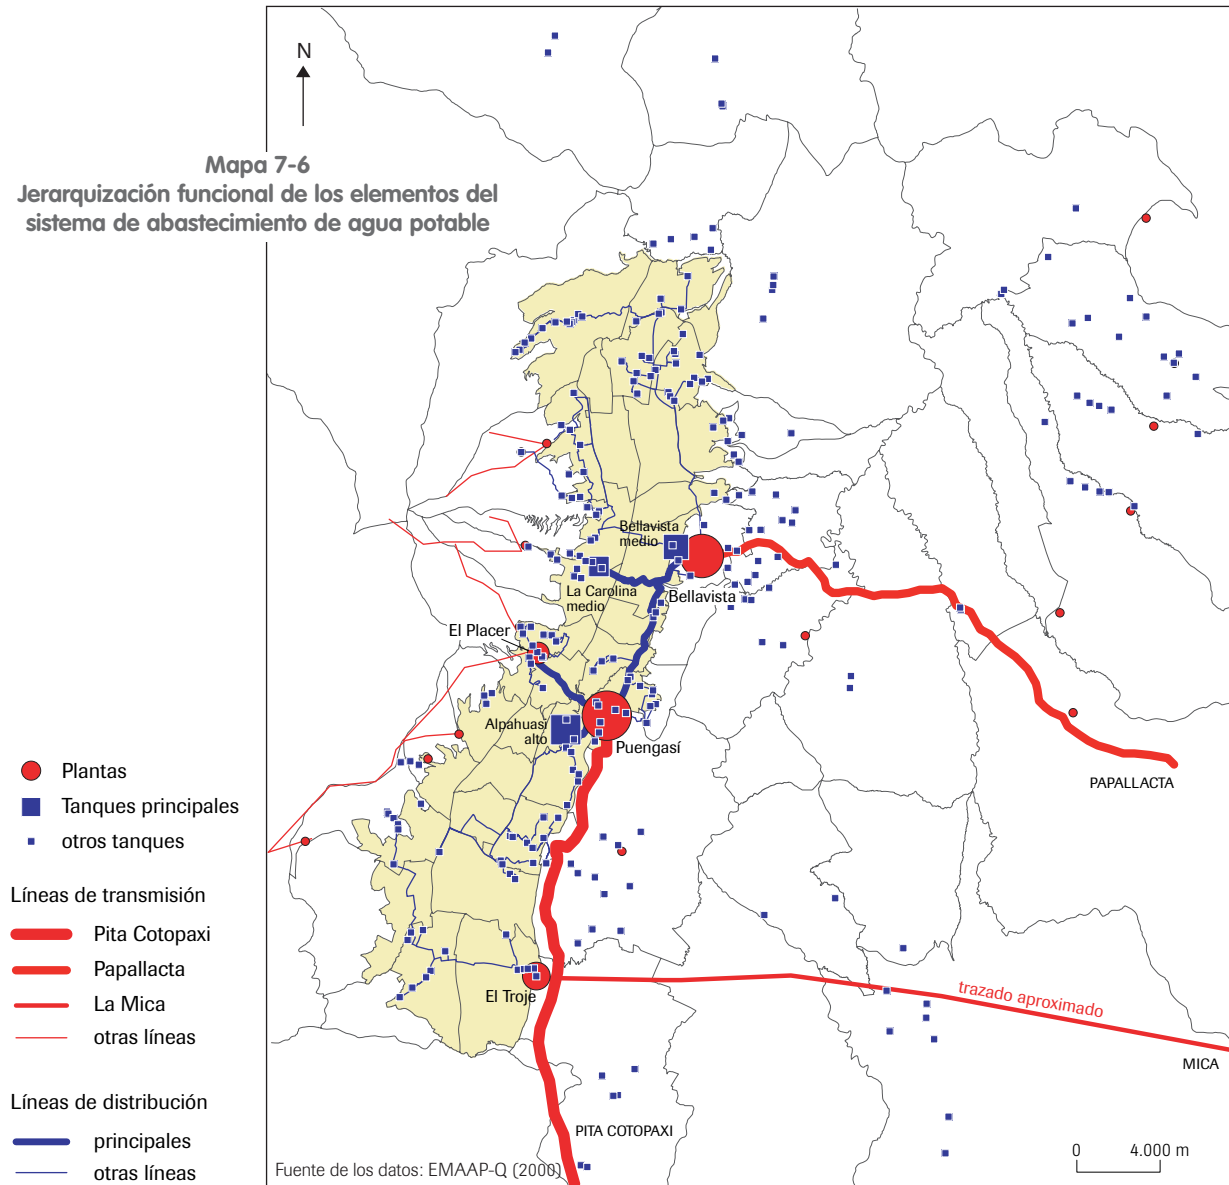 N
Mapa 7-6
Jerarquización funcional de los elementos del
sistema de abastecimiento de agua potable
Bellavista
medio
La Carolina
medio
Bellavista
El Placer
Alpahuasi
alto
Puengasí
PAPALLACTA
Plantas
Tanques principales
otros tanques
Líneas de transmisión
Pita Cotopaxi
Papallacta
La Mica
otras líneas
El Troje
trazado aproximado
MICA
Líneas de distribución
principales
otras líneas
PITA COTOPAXI
Fuente de los datos: EMAAP-Q (2000)
0 4.000 m